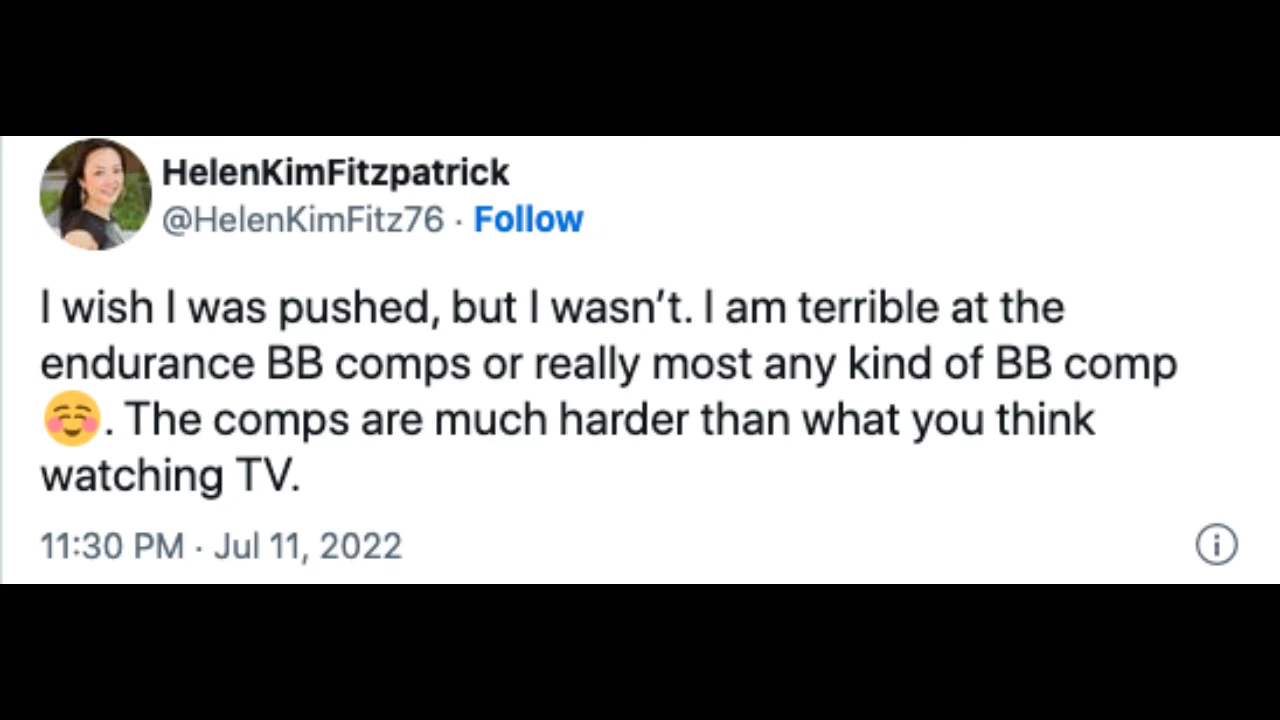 HelenKimFitzpatrick
@HelenKimFitz76 · Follow
I wish I was pushed, but I wasn’t. I am terrible at the
endurance BB comps or really most any kind of BB comp
☺️. The comps are much harder than what you think
watching TV.
11:30 PM · Jul 11, 2022